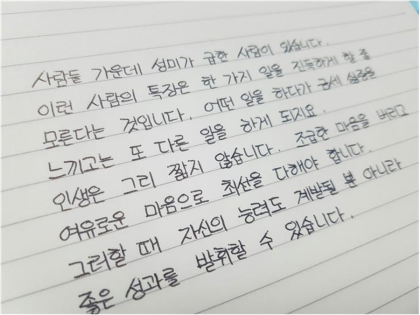 사람들 가운데 성미가 급한 사람이 있습니다.
이런 사람의 특징은 한 가지 일을 진득하게 할 줄
모른다는 것입니다. 어떤 일을 하다가 금세 싫증을
느끼고는 또 다른 일을 하게 되지요.
인생은 그리 짧지 않습니다. 조급한 마음을 버리고
여유로운 마음으로 최선을 다해야 합니다.
그러할 때 자신의 능력도 계발될 뿐 아니라
좋은 성과를 발휘할 수 있습니다.